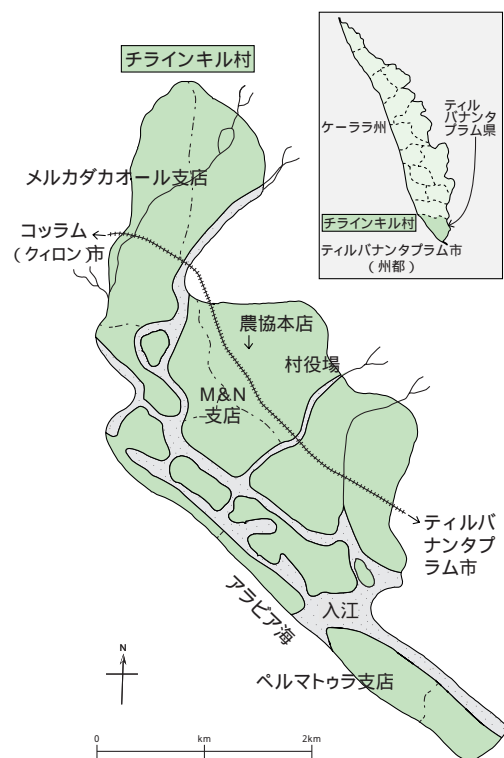 チラインキル村
メルカダカオール支店
コッラム
（クィロン）市
農協本店
村役場
M&N
支店
ティルバ
ナンタプ
ラム市
入江
アラビア海
ペルマトゥラ支店
N
0 km 2km
ケーララ州
ティル
バナンタ
プラム県
チラインキル村
ティルバナンタプラム市
（州都）